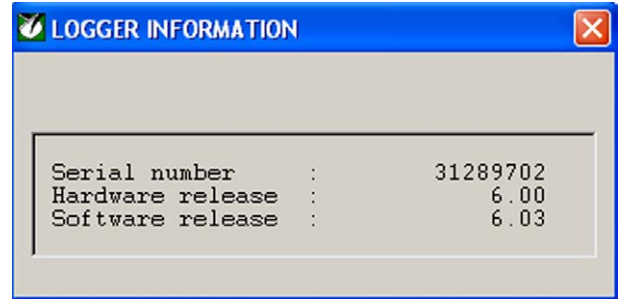 LOGGER INFORMATION
Serial number : 31289702
Hardware release : 6.00
Software release : 6.03